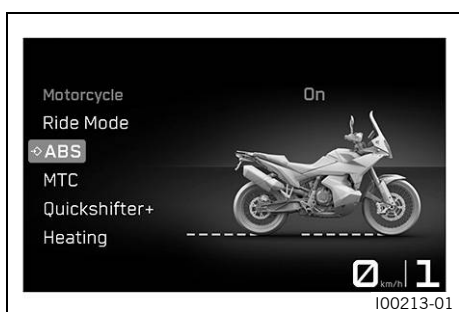 Motorcycle On
Ride Mode
ABS
MTC
Quickshifter+
Heating
0 km/h 1
I00213-01